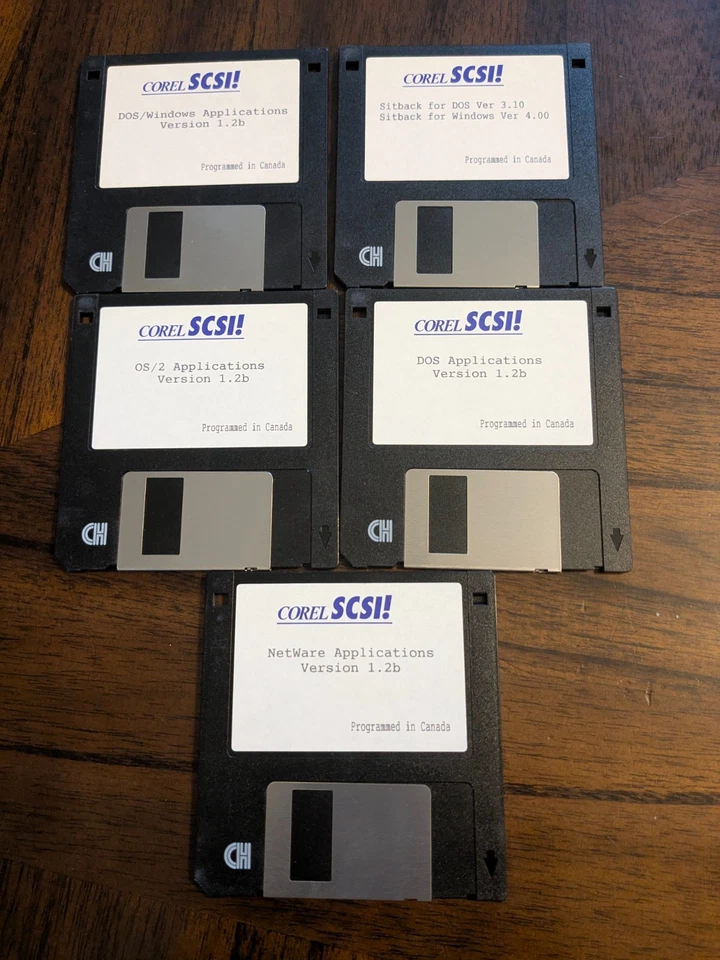 COREL SCSI!
DOS/Windows Applications
Version 1.2b
Programmed in Canada
COREL SCSI!
Sitback for DOS Ver 3.10
Sitback for Windows Ver 4.00
Programmed in Canada
COREL SCSI!
OS/2 Applications
Version 1.2b
Programmed in Canada
COREL SCSI!
DOS Applications
Version 1.2b
Programmed in Canada
COREL SCSI!
NetWare Applications
Version 1.2b
Programmed in Canada